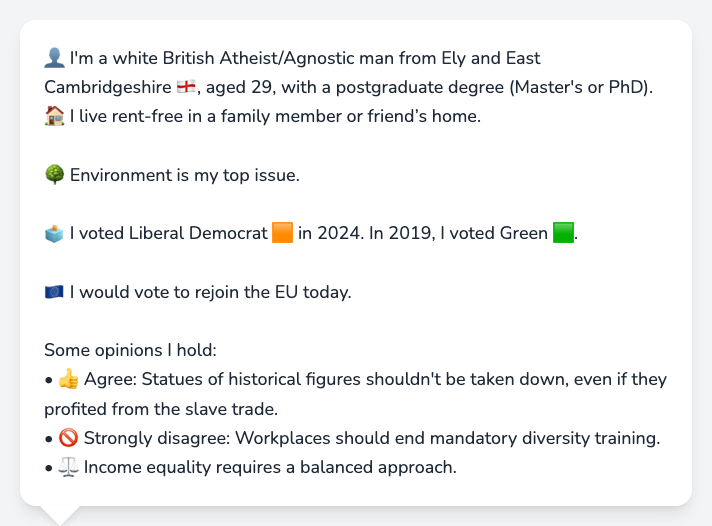 👤 I'm a white British Atheist/Agnostic man from Ely and East
Cambridgeshire 🏴󠁧󠁢󠁥󠁮󠁧󠁿, aged 29, with a postgraduate degree (Master's or PhD).
🏠 I live rent-free in a family member or friend’s home.
🌳 Environment is my top issue.
🗳️ I voted Liberal Democrat 🟧 in 2024. In 2019, I voted Green 🟩.
🇪🇺 I would vote to rejoin the EU today.
Some opinions I hold:
• 👍 Agree: Statues of historical figures shouldn't be taken down, even if they
profited from the slave trade.
• 🚫 Strongly disagree: Workplaces should end mandatory diversity training.
• ⚖️ Income equality requires a balanced approach.